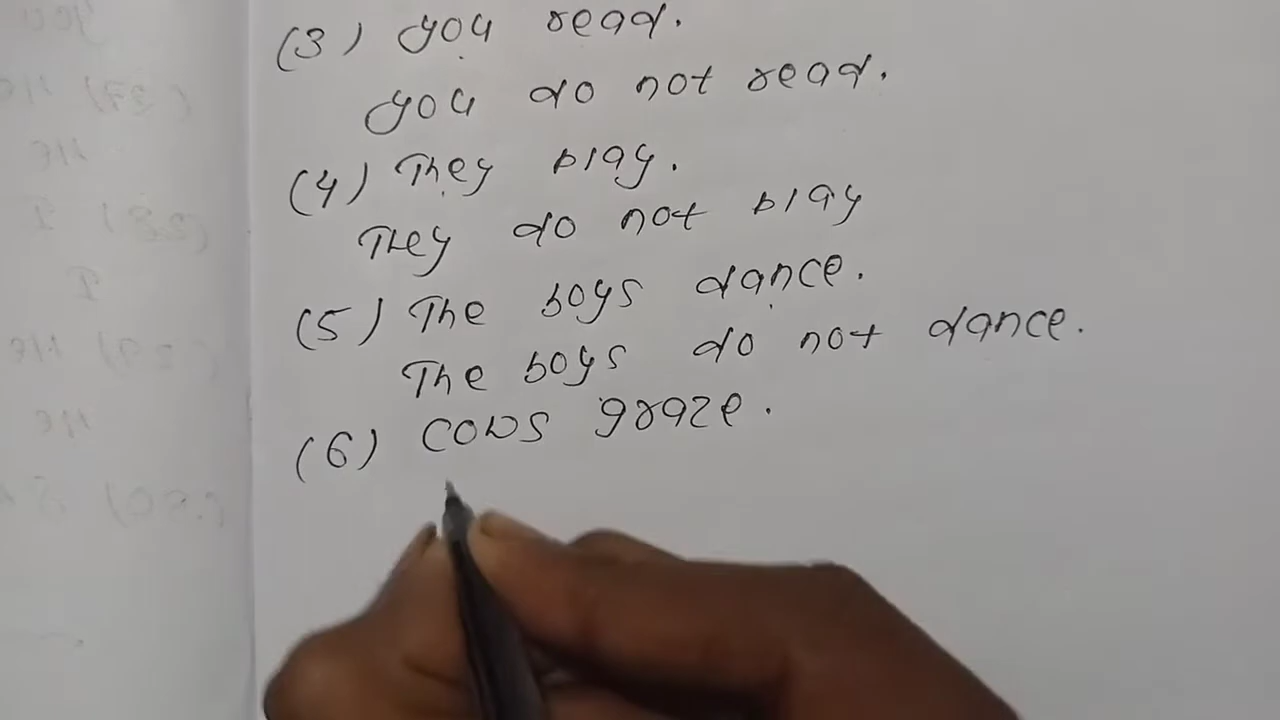 (3) you read.
you do not read.
(4) They play.
They do not play
(5) The boys dance.
The boys do not dance.
(6) cows graze.